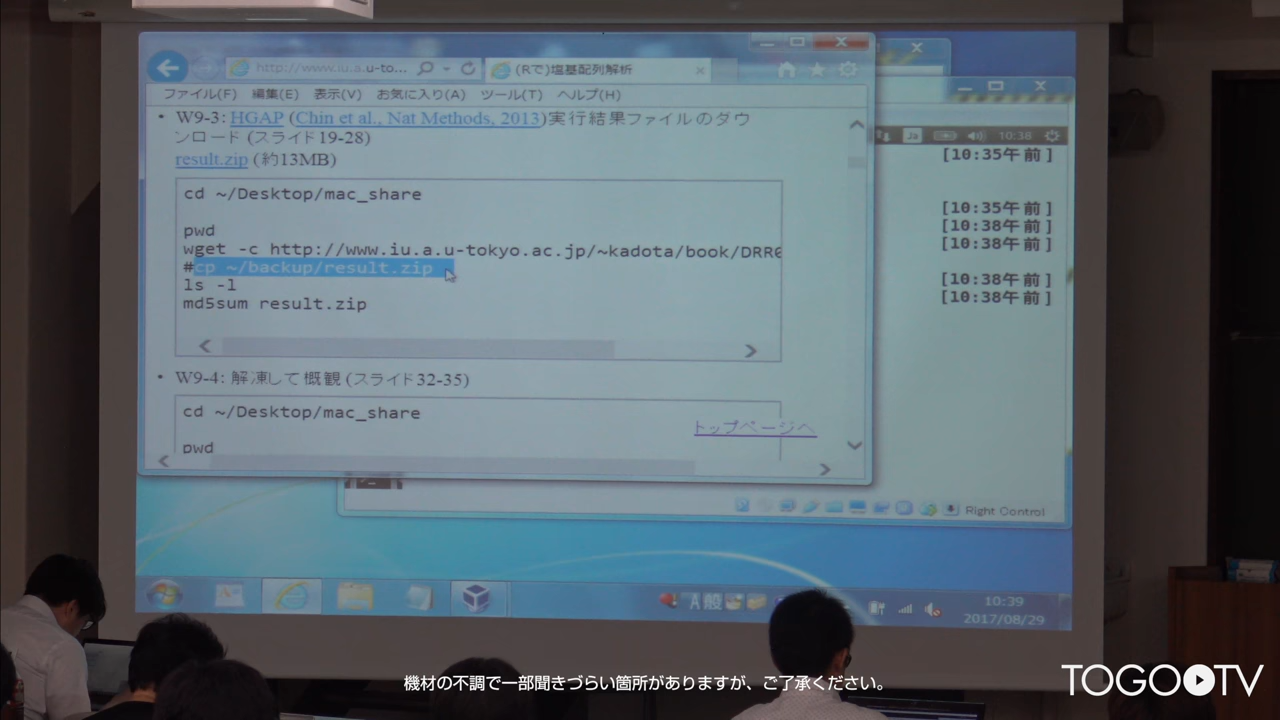 http://www.iu.a.u-to...
(Rで)塩基配列解析
ファイル(F) 編集(E) 表示(V) お気に入り(A) ツール(T) ヘルプ(H)
• W9-3: HGAP (Chin et al., Nat Methods, 2013)実行結果ファイルのダウ
ンロード (スライド19-28)
result.zip (約13MB)
cd ~/Desktop/mac_share
pwd
wget -c http://www.iu.a.u-tokyo.ac.jp/~kadota/book/DRR0
#cp ~/backup/result.zip
ls -l
md5sum result.zip
• W9-4: 解凍して概観 (スライド32-35)
cd ~/Desktop/mac_share
pwd
トップページへ
Ja 10:38
[10:35午前]
[10:35午前]
[10:38午前]
[10:38午前]
[10:38午前]
[10:38午前]
Right Control
A 般
10:39
2017/08/29
機材の不調で一部聞きづらい箇所がありますが、ご了承ください。
TOGO TV